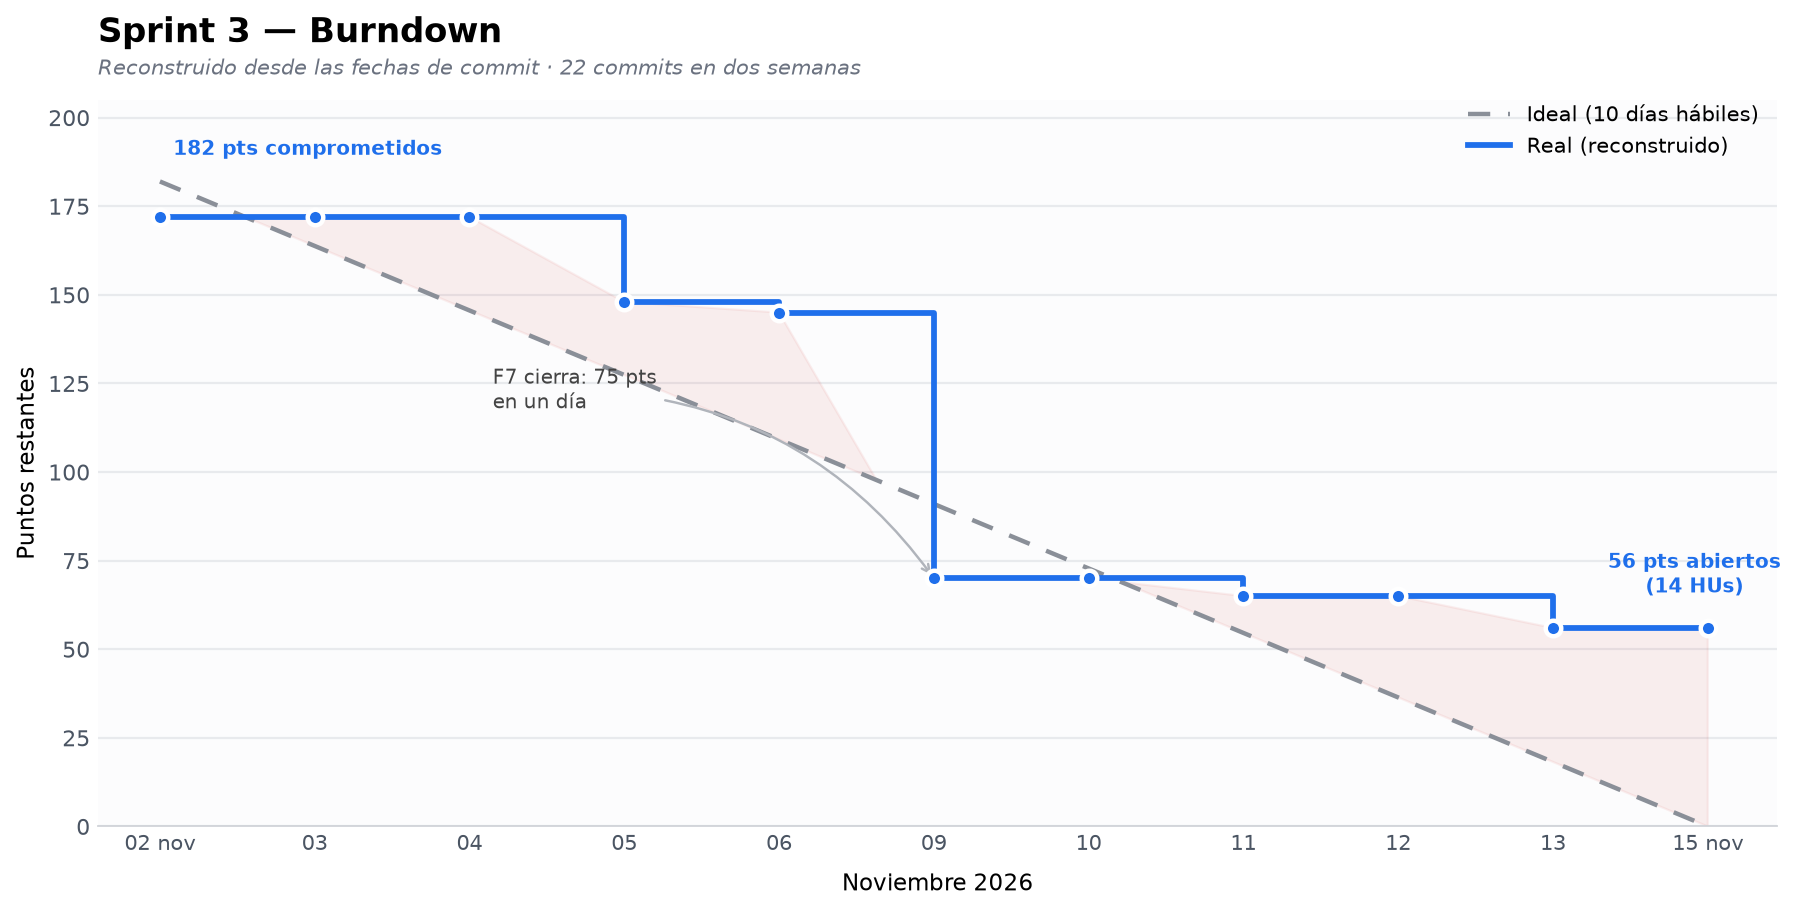 Sprint 3 — Burndown
Reconstruido desde las fechas de commit · 22 commits en dos semanas
Ideal (10 días hábiles)
Real (reconstruido)
182 pts comprometidos
F7 cierra: 75 pts
en un día
56 pts abiertos
(14 HUs)
Puntos restantes
200
175
150
125
100
75
50
25
0
02 nov 03 04 05 06 09 10 11 12 13 15 nov
Noviembre 2026